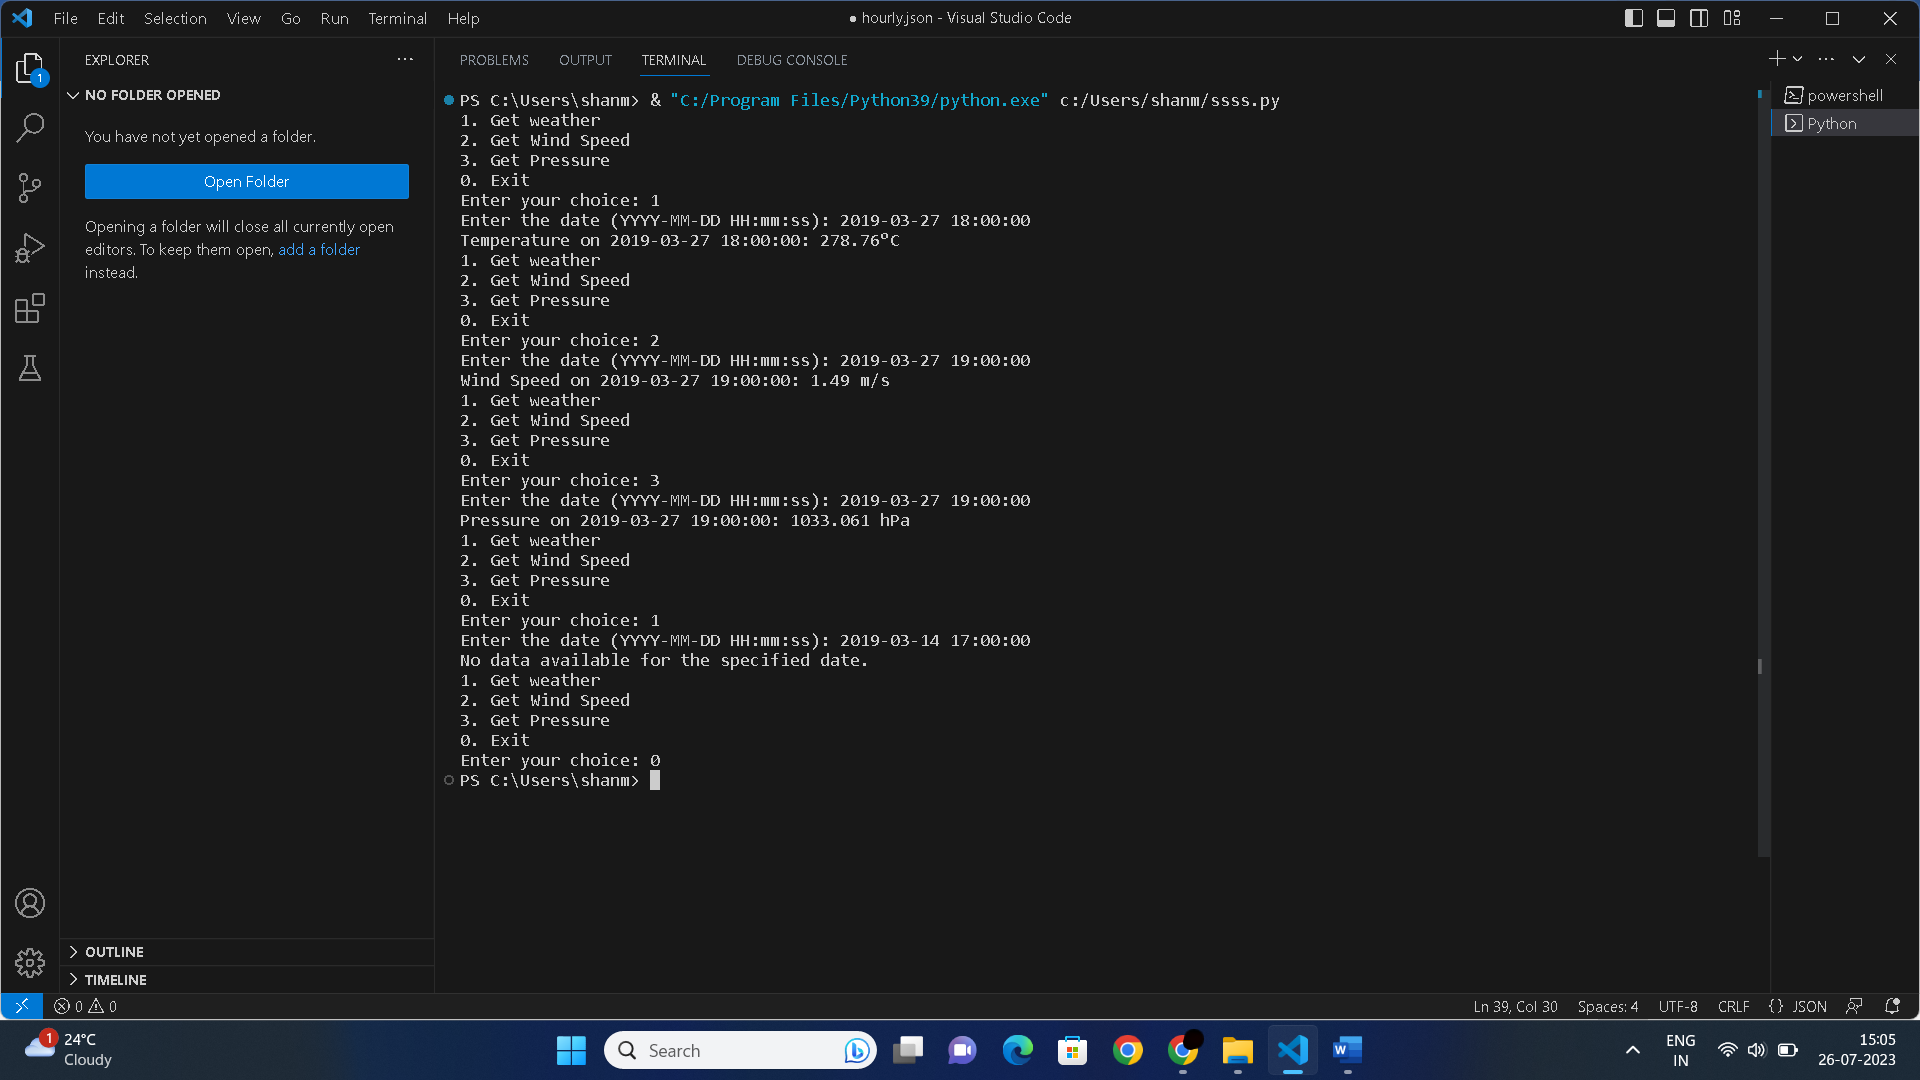 File Edit Selection View Go Run Terminal Help
● hourly.json - Visual Studio Code
EXPLORER
1
NO FOLDER OPENED
You have not yet opened a folder.
Open Folder
Opening a folder will close all currently open
editors. To keep them open, add a folder
instead.
OUTLINE
TIMELINE
PROBLEMS OUTPUT TERMINAL DEBUG CONSOLE
PS C:\Users\shanm> & "C:/Program Files/Python39/python.exe" c:/Users/shanm/ssss.py
1. Get weather
2. Get Wind Speed
3. Get Pressure
0. Exit
Enter your choice: 1
Enter the date (YYYY-MM-DD HH:mm:ss): 2019-03-27 18:00:00
Temperature on 2019-03-27 18:00:00: 278.76°C
1. Get weather
2. Get Wind Speed
3. Get Pressure
0. Exit
Enter your choice: 2
Enter the date (YYYY-MM-DD HH:mm:ss): 2019-03-27 19:00:00
Wind Speed on 2019-03-27 19:00:00: 1.49 m/s
1. Get weather
2. Get Wind Speed
3. Get Pressure
0. Exit
Enter your choice: 3
Enter the date (YYYY-MM-DD HH:mm:ss): 2019-03-27 19:00:00
Pressure on 2019-03-27 19:00:00: 1033.061 hPa
1. Get weather
2. Get Wind Speed
3. Get Pressure
0. Exit
Enter your choice: 1
Enter the date (YYYY-MM-DD HH:mm:ss): 2019-03-14 17:00:00
No data available for the specified date.
1. Get weather
2. Get Wind Speed
3. Get Pressure
0. Exit
Enter your choice: 0
PS C:\Users\shanm>
powershell
Python
0 0
Ln 39, Col 30 Spaces: 4 UTF-8 CRLF {} JSON
1
24°C
Cloudy
Search
W
ENG
IN
15:05
26-07-2023